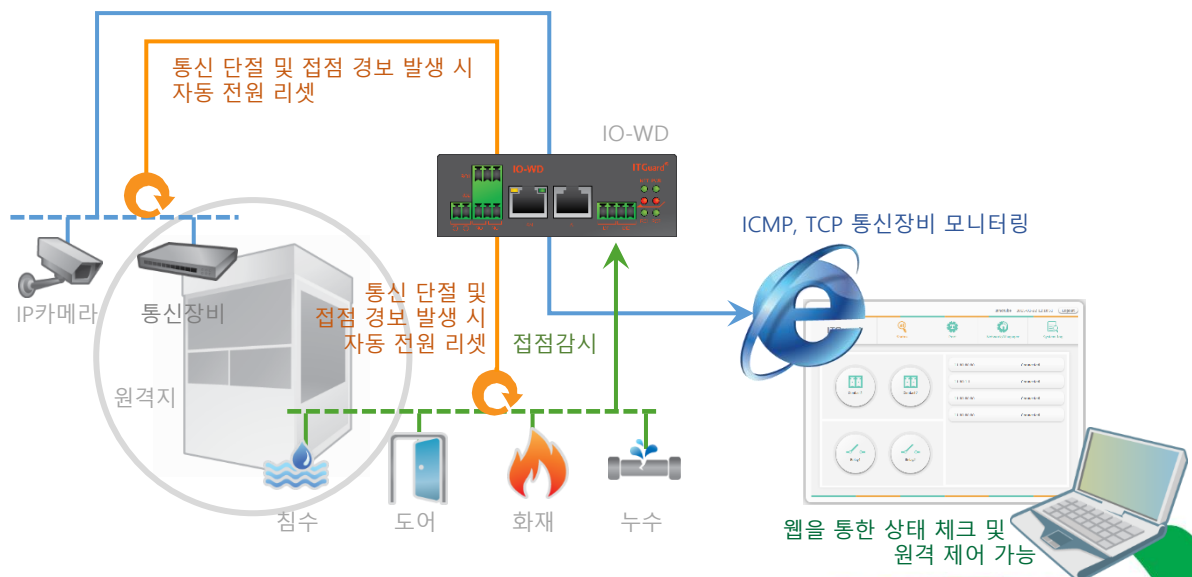 통신 단절 및 접점 경보 발생 시
자동 전원 리셋
IO-WD
IO-WD
ITGuard
ICMP, TCP 통신장비 모니터링
IP카메라
통신장비
통신 단절 및
접점 경보 발생 시
자동 전원 리셋
접점감시
원격지
침수
도어
화재
누수
웹을 통한 상태 체크 및
원격 제어 가능